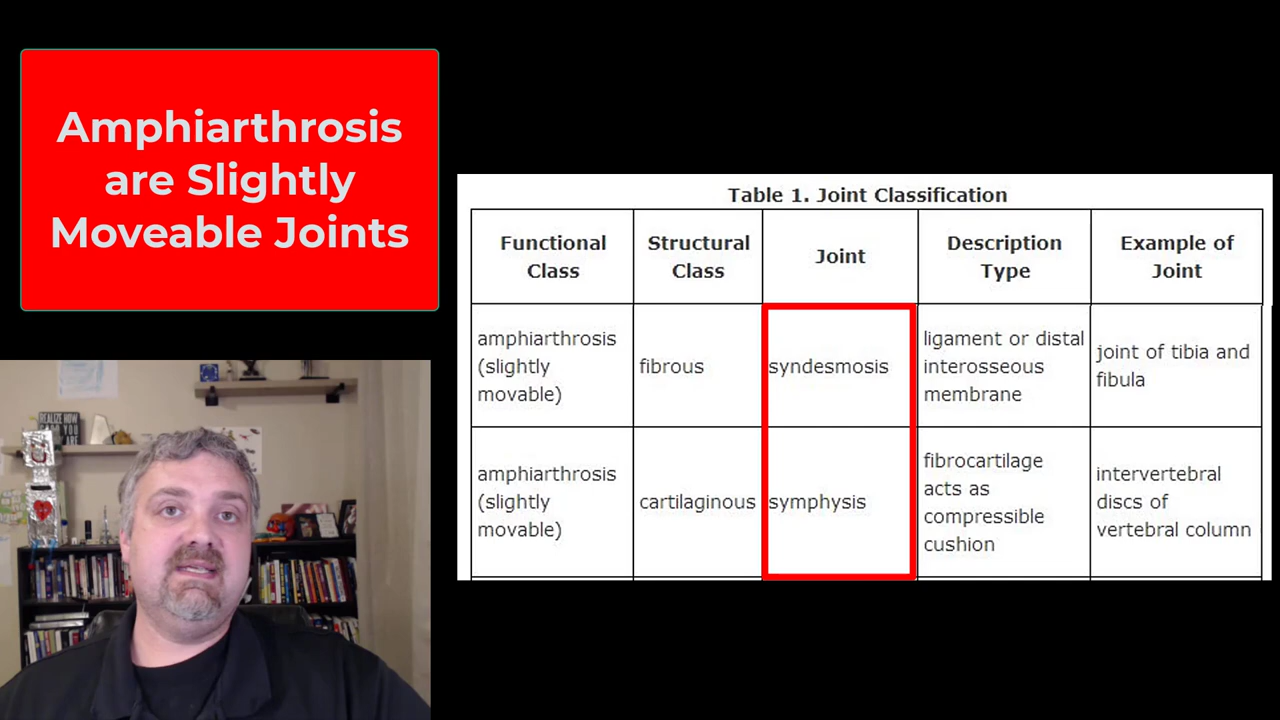 Amphiarthrosis
are Slightly
Moveable Joints
Table 1. Joint Classification
Functional Class
Structural Class
Joint
Description Type
Example of Joint
amphiarthrosis (slightly movable)
fibrous
syndesmosis
ligament or distal interosseous membrane
joint of tibia and fibula
amphiarthrosis (slightly movable)
cartilaginous
symphysis
fibrocartilage acts as compressible cushion
intervertebral discs of vertebral column
REALIZE HOW